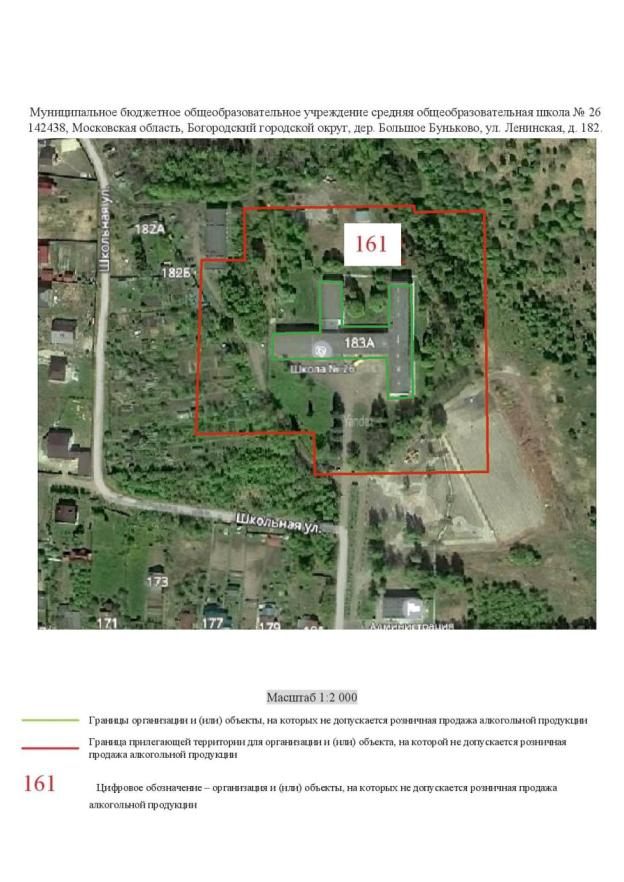 Муниципальное бюджетное общеобразовательное учреждение средняя общеобразовательная школа № 26
142438, Московская область, Богородский городской округ, дер. Большое Буньково, ул. Ленинская, д. 182.
Школьная ул.
182А
182Б
161
183А
Школа № 26
Yandex
Школьная ул.
173
171
177
179
Администрация
Масштаб 1:2 000
Границы организации и (или) объекты, на которых не допускается розничная продажа алкогольной продукции
Граница прилегающей территории для организации и (или) объекта, на которой не допускается розничная
продажа алкогольной продукции
161
Цифровое обозначение – организация и (или) объекты, на которых не допускается розничная продажа
алкогольной продукции